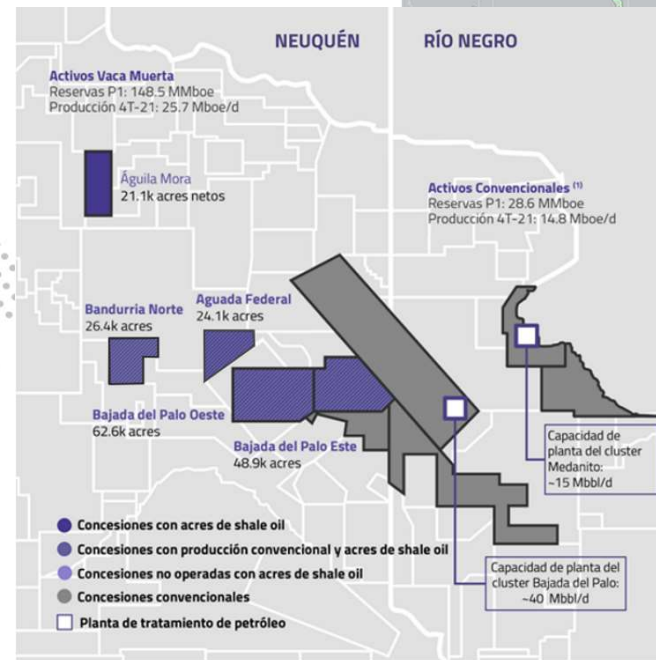 NEUQUÉN
RÍO NEGRO
Activos Vaca Muerta
Reservas P1: 148.5 MMboe
Producción 4T-21: 25.7 Mboe/d
Águila Mora
21.1k acres netos
Activos Convencionales (1)
Reservas P1: 28.6 MMboe
Producción 4T-21: 14.8 Mboe/d
Bandurria Norte
26.4k acres
Aguada Federal
24.1k acres
Bajada del Palo Oeste
62.6k acres
Bajada del Palo Este
48.9k acres
Capacidad de
planta del cluster
Medanito:
~15 Mbbl/d
Concesiones con acres de shale oil
Concesiones con producción convencional y acres de shale oil
Concesiones no operadas con acres de shale oil
Concesiones convencionales
Planta de tratamiento de petróleo
Capacidad de planta del
cluster Bajada del Palo:
~40 Mbbl/d